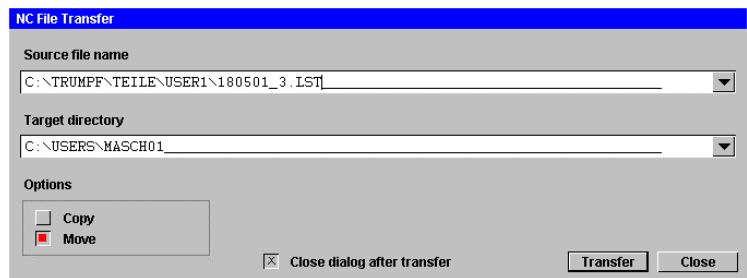 NC File Transfer
Source file name
C:\TRUMPF\TEILE\USER1\180501_3.LST
Target directory
C:\USERS\MASCH01
Options
Copy
Move
Close dialog after transfer
Transfer
Close